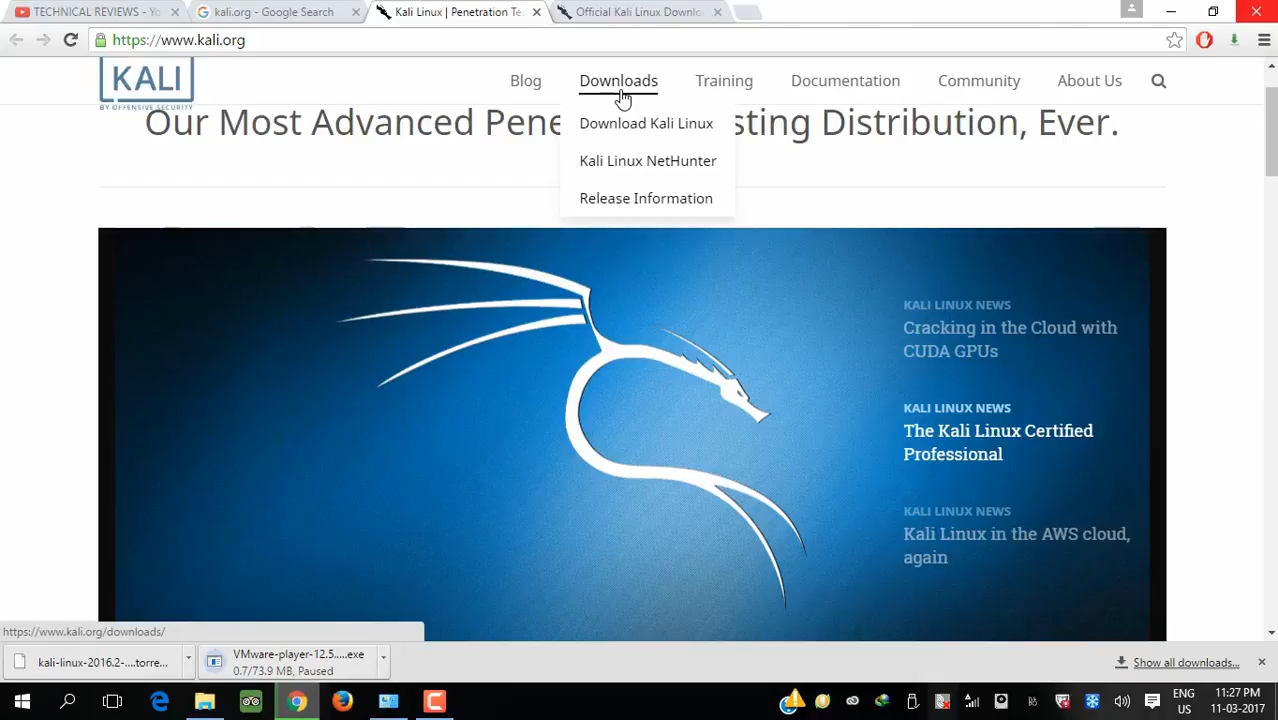 TECHNICAL REVIEWS - Yo
kali.org - Google Search
Kali Linux | Penetration Te
Official Kali Linux Downlo
https://www.kali.org
KALI
BY OFFENSIVE SECURITY
Blog
Downloads
Training
Documentation
Community
About Us
Our Most Advanced Pene
sting Distribution, Ever.
Download Kali Linux
Kali Linux NetHunter
Release Information
KALI LINUX NEWS
Cracking in the Cloud with
CUDA GPUs
KALI LINUX NEWS
The Kali Linux Certified
Professional
KALI LINUX NEWS
Kali Linux in the AWS cloud,
again
https://www.kali.org/downloads/
kali-linux-2016.2-....torre...
VMware-player-12.5....exe
0.7/73.9 MB, Paused
Show all downloads...
ENG
US
11:27 PM
11-03-2017